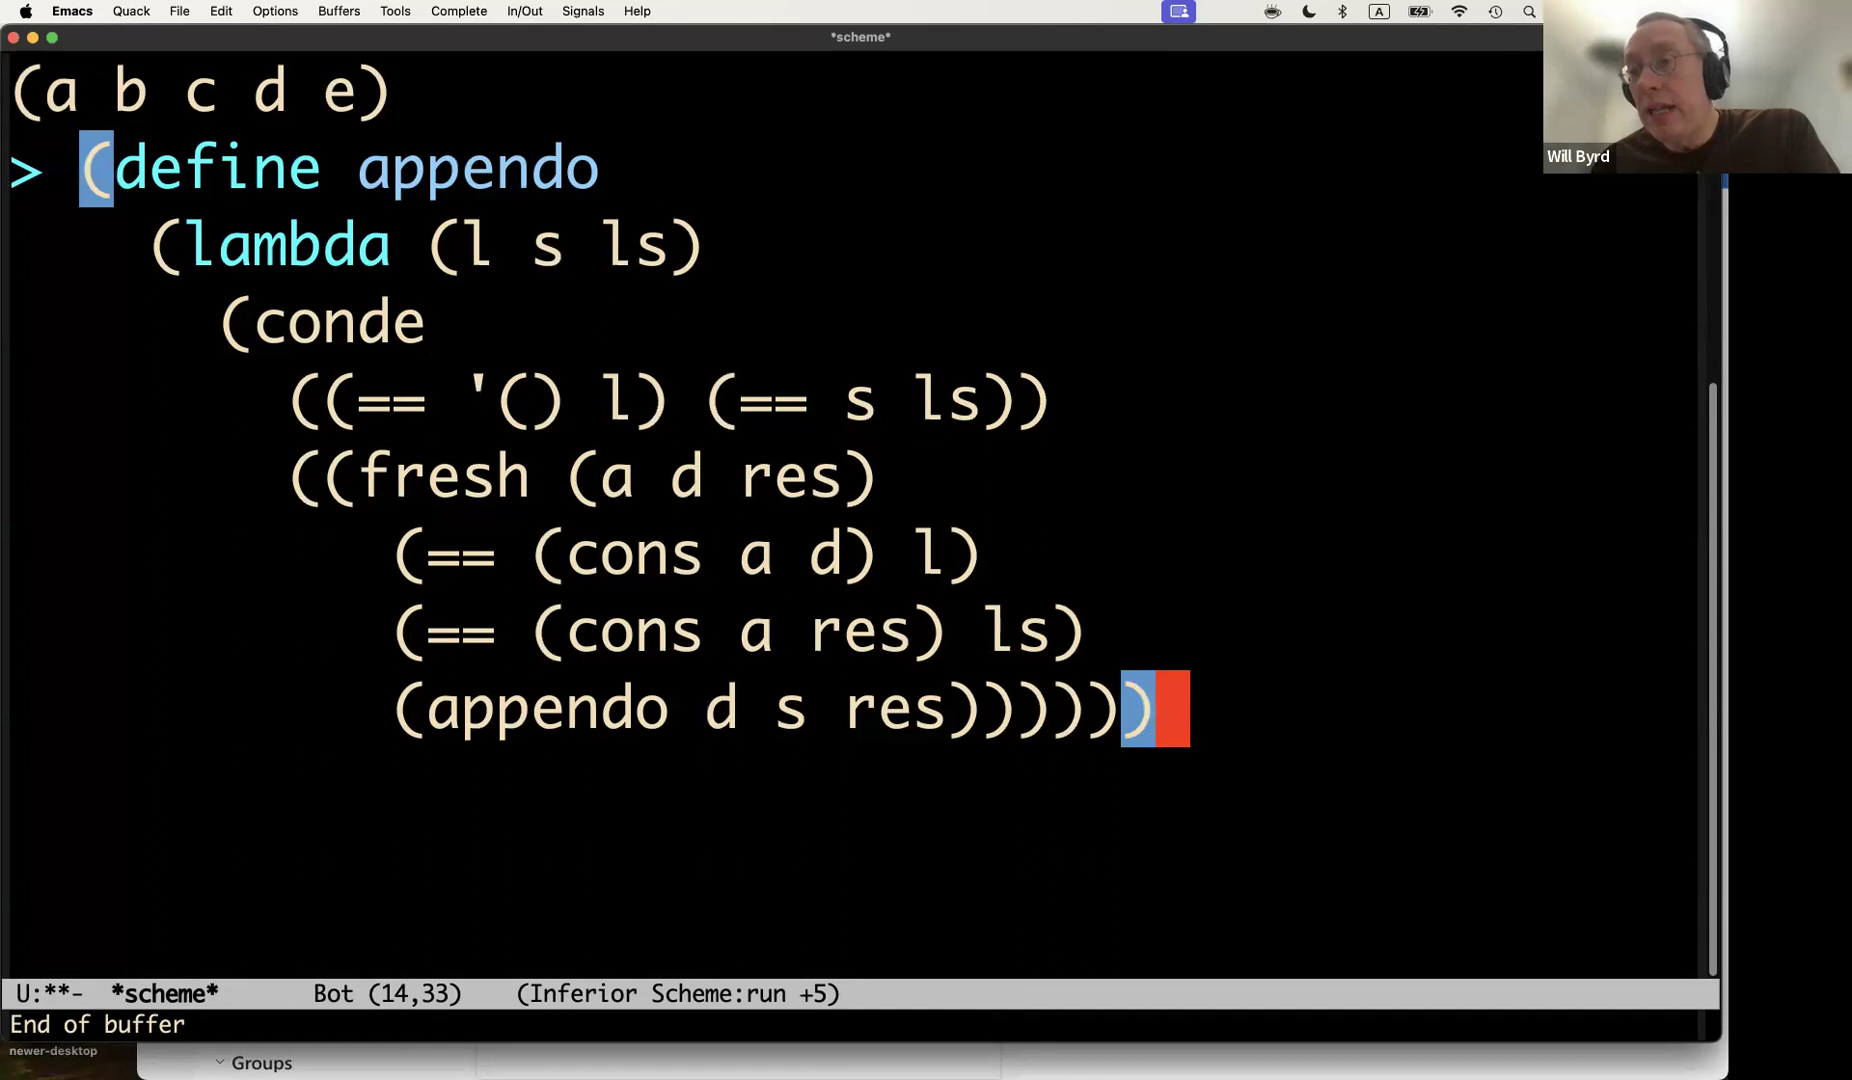 Emacs Quack File Edit Options Buffers Tools Complete In/Out Signals Help A
*scheme*
(a b c d e)
> (define appendo
(lambda (l s ls)
(conde
((== '() l) (== s ls))
((fresh (a d res)
(== (cons a d) l)
(== (cons a res) ls)
(appendo d s res))))))
Will Byrd
U:**- *scheme* Bot (14,33) (Inferior Scheme:run +5)
End of buffer
newer-desktop
Groups